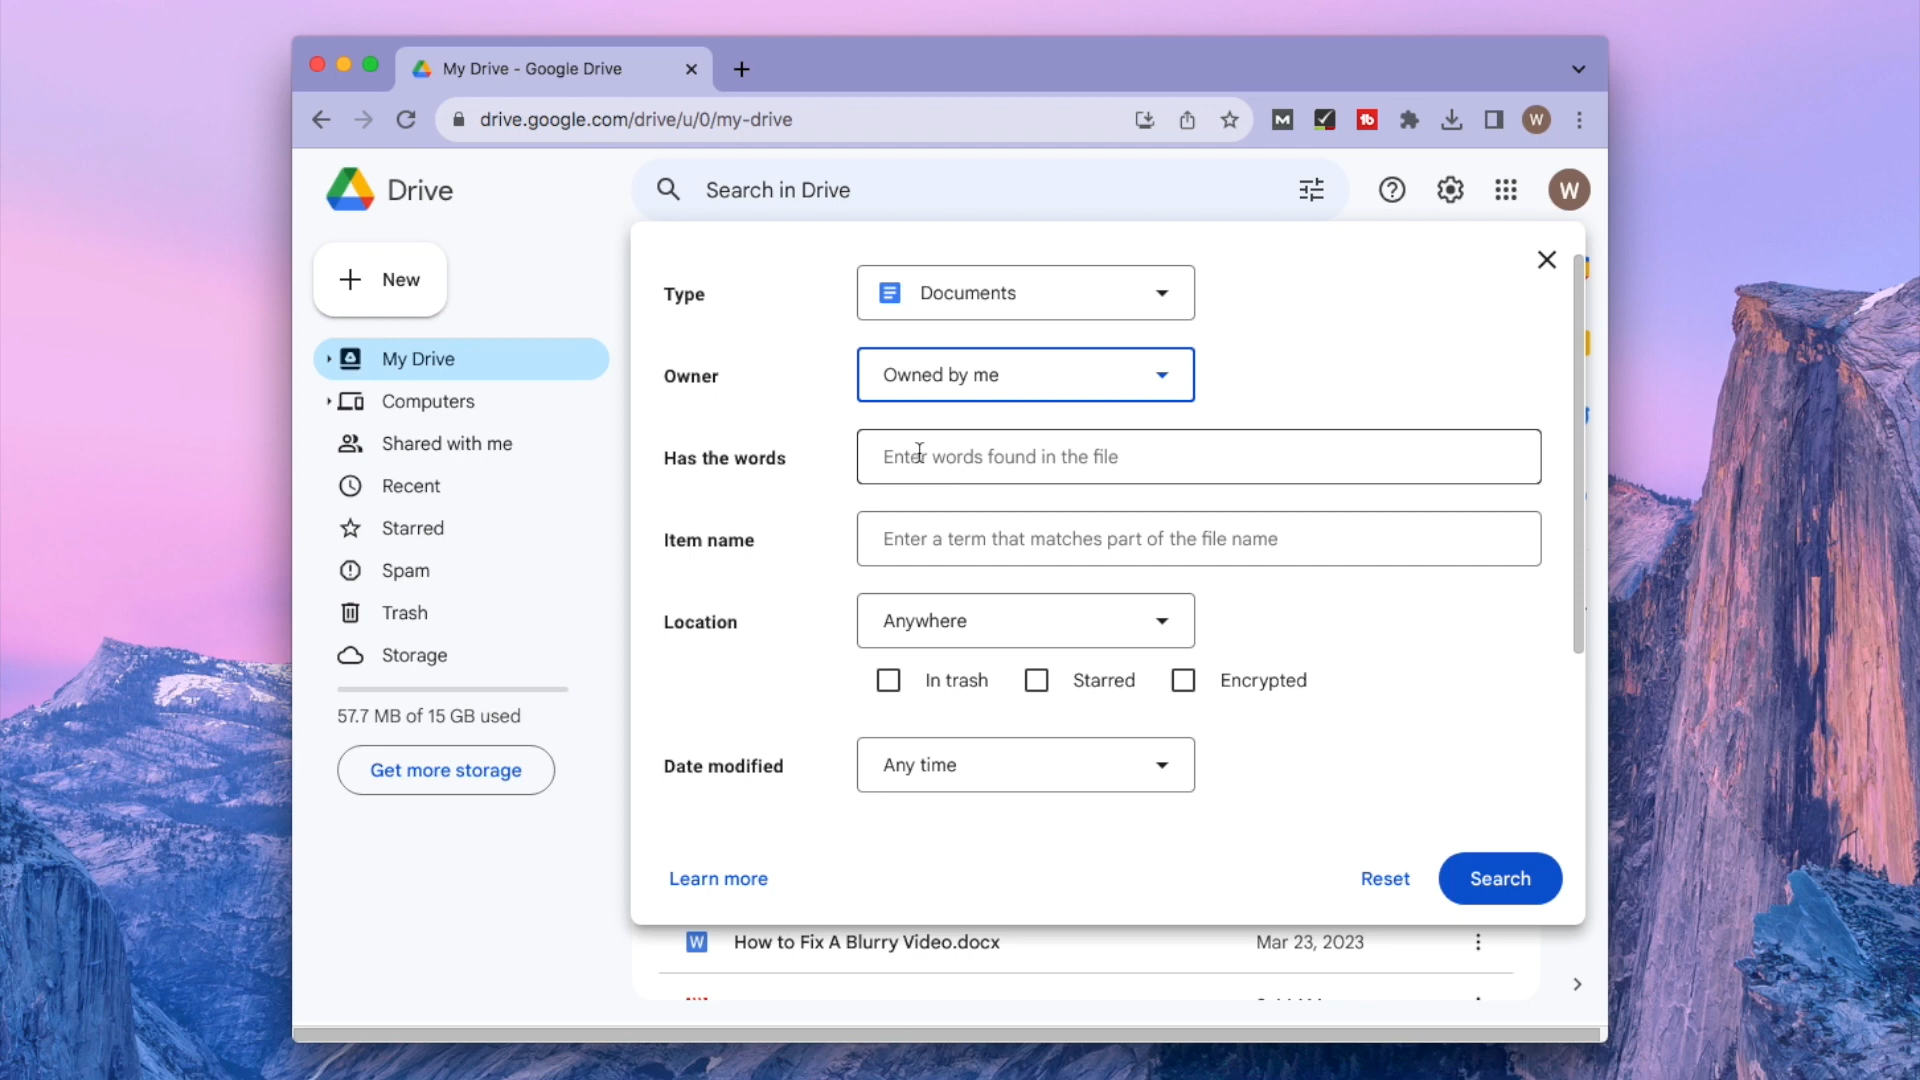 My Drive - Google Drive
drive.google.com/drive/u/0/my-drive
W
Drive
Search in Drive
W
New
My Drive
Computers
Shared with me
Recent
Starred
Spam
Trash
Storage
57.7 MB of 15 GB used
Get more storage
Type
Documents
Owner
Owned by me
Has the words
Enter words found in the file
Item name
Enter a term that matches part of the file name
Location
Anywhere
In trash
Starred
Encrypted
Date modified
Any time
Learn more
Reset
Search
W
How to Fix A Blurry Video.docx
Mar 23, 2023